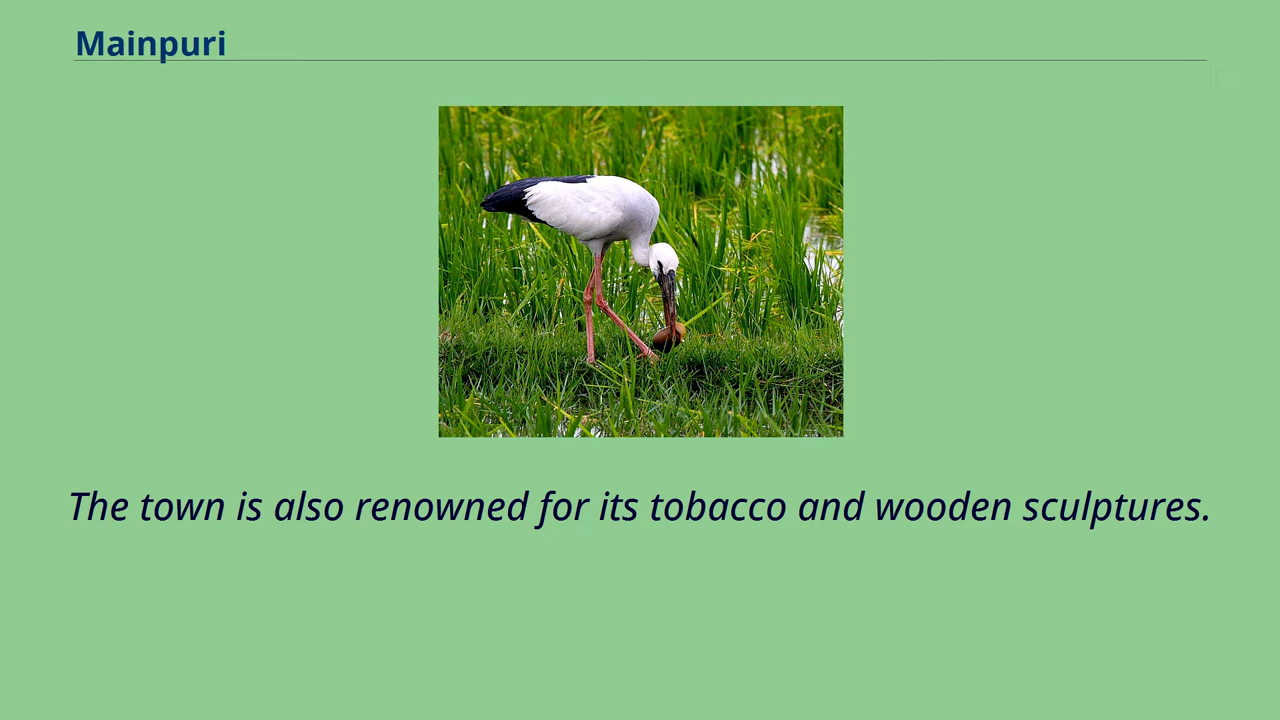 Mainpuri
The town is also renowned for its tobacco and wooden sculptures.